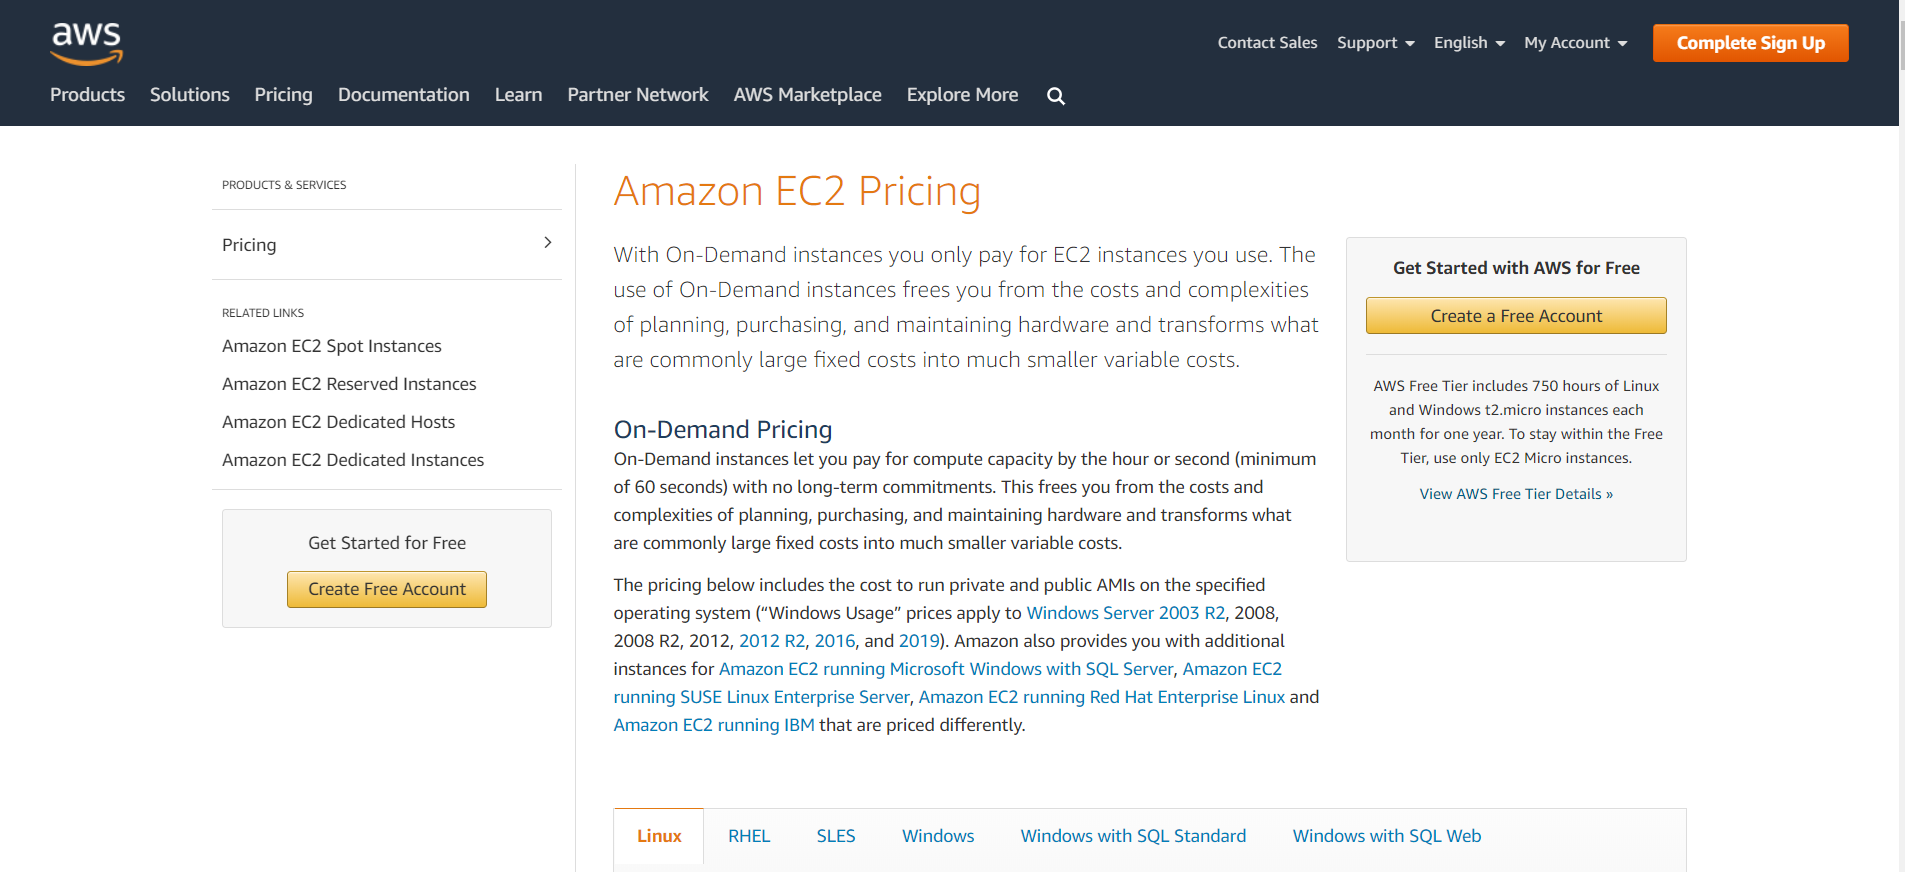 aws
Contact Sales Support English My Account Complete Sign Up
Products Solutions Pricing Documentation Learn Partner Network AWS Marketplace Explore More
PRODUCTS & SERVICES
Pricing
RELATED LINKS
Amazon EC2 Spot Instances
Amazon EC2 Reserved Instances
Amazon EC2 Dedicated Hosts
Amazon EC2 Dedicated Instances
Get Started for Free
Create Free Account
Amazon EC2 Pricing
With On-Demand instances you only pay for EC2 instances you use. The
use of On-Demand instances frees you from the costs and complexities
of planning, purchasing, and maintaining hardware and transforms what
are commonly large fixed costs into much smaller variable costs.
On-Demand Pricing
On-Demand instances let you pay for compute capacity by the hour or second (minimum
of 60 seconds) with no long-term commitments. This frees you from the costs and
complexities of planning, purchasing, and maintaining hardware and transforms what
are commonly large fixed costs into much smaller variable costs.
The pricing below includes the cost to run private and public AMIs on the specified
operating system (“Windows Usage” prices apply to Windows Server 2003 R2, 2008,
2008 R2, 2012, 2012 R2, 2016, and 2019). Amazon also provides you with additional
instances for Amazon EC2 running Microsoft Windows with SQL Server, Amazon EC2
running SUSE Linux Enterprise Server, Amazon EC2 running Red Hat Enterprise Linux and
Amazon EC2 running IBM that are priced differently.
Get Started with AWS for Free
Create a Free Account
AWS Free Tier includes 750 hours of Linux
and Windows t2.micro instances each
month for one year. To stay within the Free
Tier, use only EC2 Micro instances.
View AWS Free Tier Details »
Linux RHEL SLES Windows Windows with SQL Standard Windows with SQL Web